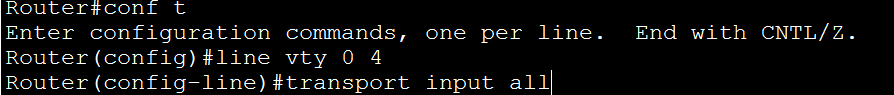 Router#conf t
Enter configuration commands, one per line.  End with CNTL/Z.
Router(config)#line vty 0 4
Router(config-line)#transport input all